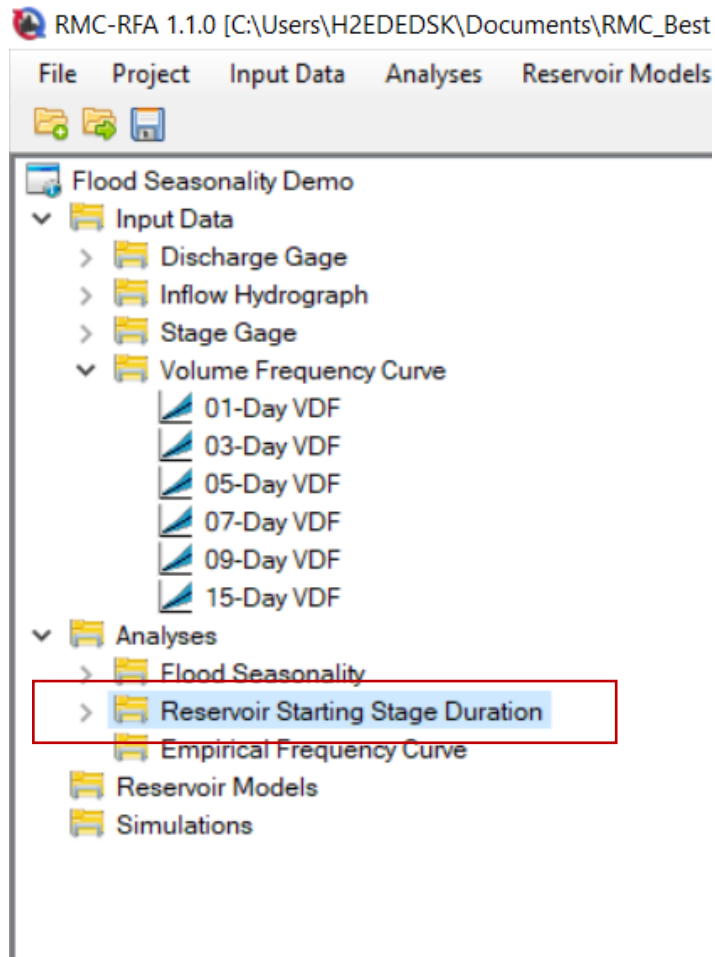 RMC-RFA 1.1.0 [C:\Users\H2EDEDSK\Documents\RMC_Best
File Project Input Data Analyses Reservoir Models
Flood Seasonality Demo
Input Data
Discharge Gage
Inflow Hydrograph
Stage Gage
Volume Frequency Curve
01-Day VDF
03-Day VDF
05-Day VDF
07-Day VDF
09-Day VDF
15-Day VDF
Analyses
Flood Seasonality
Reservoir Starting Stage Duration
Empirical Frequency Curve
Reservoir Models
Simulations